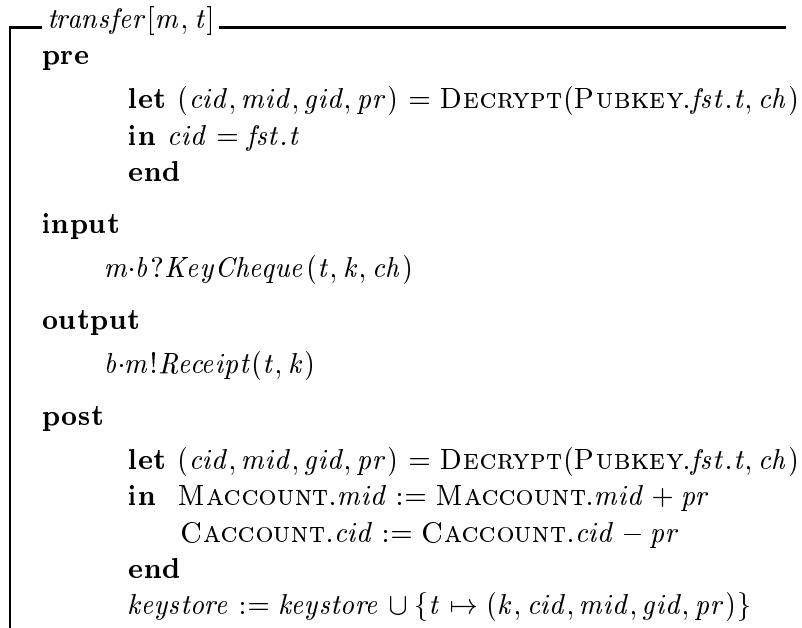 transfer[m, t]
pre
let (cid, mid, gid, pr) = DECRYPT(PUBKEY.fst.t, ch)
in cid = fst.t
end
input
m·b?KeyCheque(t, k, ch)
output
b·m!Receipt(t, k)
post
let (cid, mid, gid, pr) = DECRYPT(PUBKEY.fst.t, ch)
in MACCOUNT.mid := MACCOUNT.mid + pr
CACCOUNT.cid := CACCOUNT.cid − pr
end
keystore := keystore ∪ {t ↦ (k, cid, mid, gid, pr)}